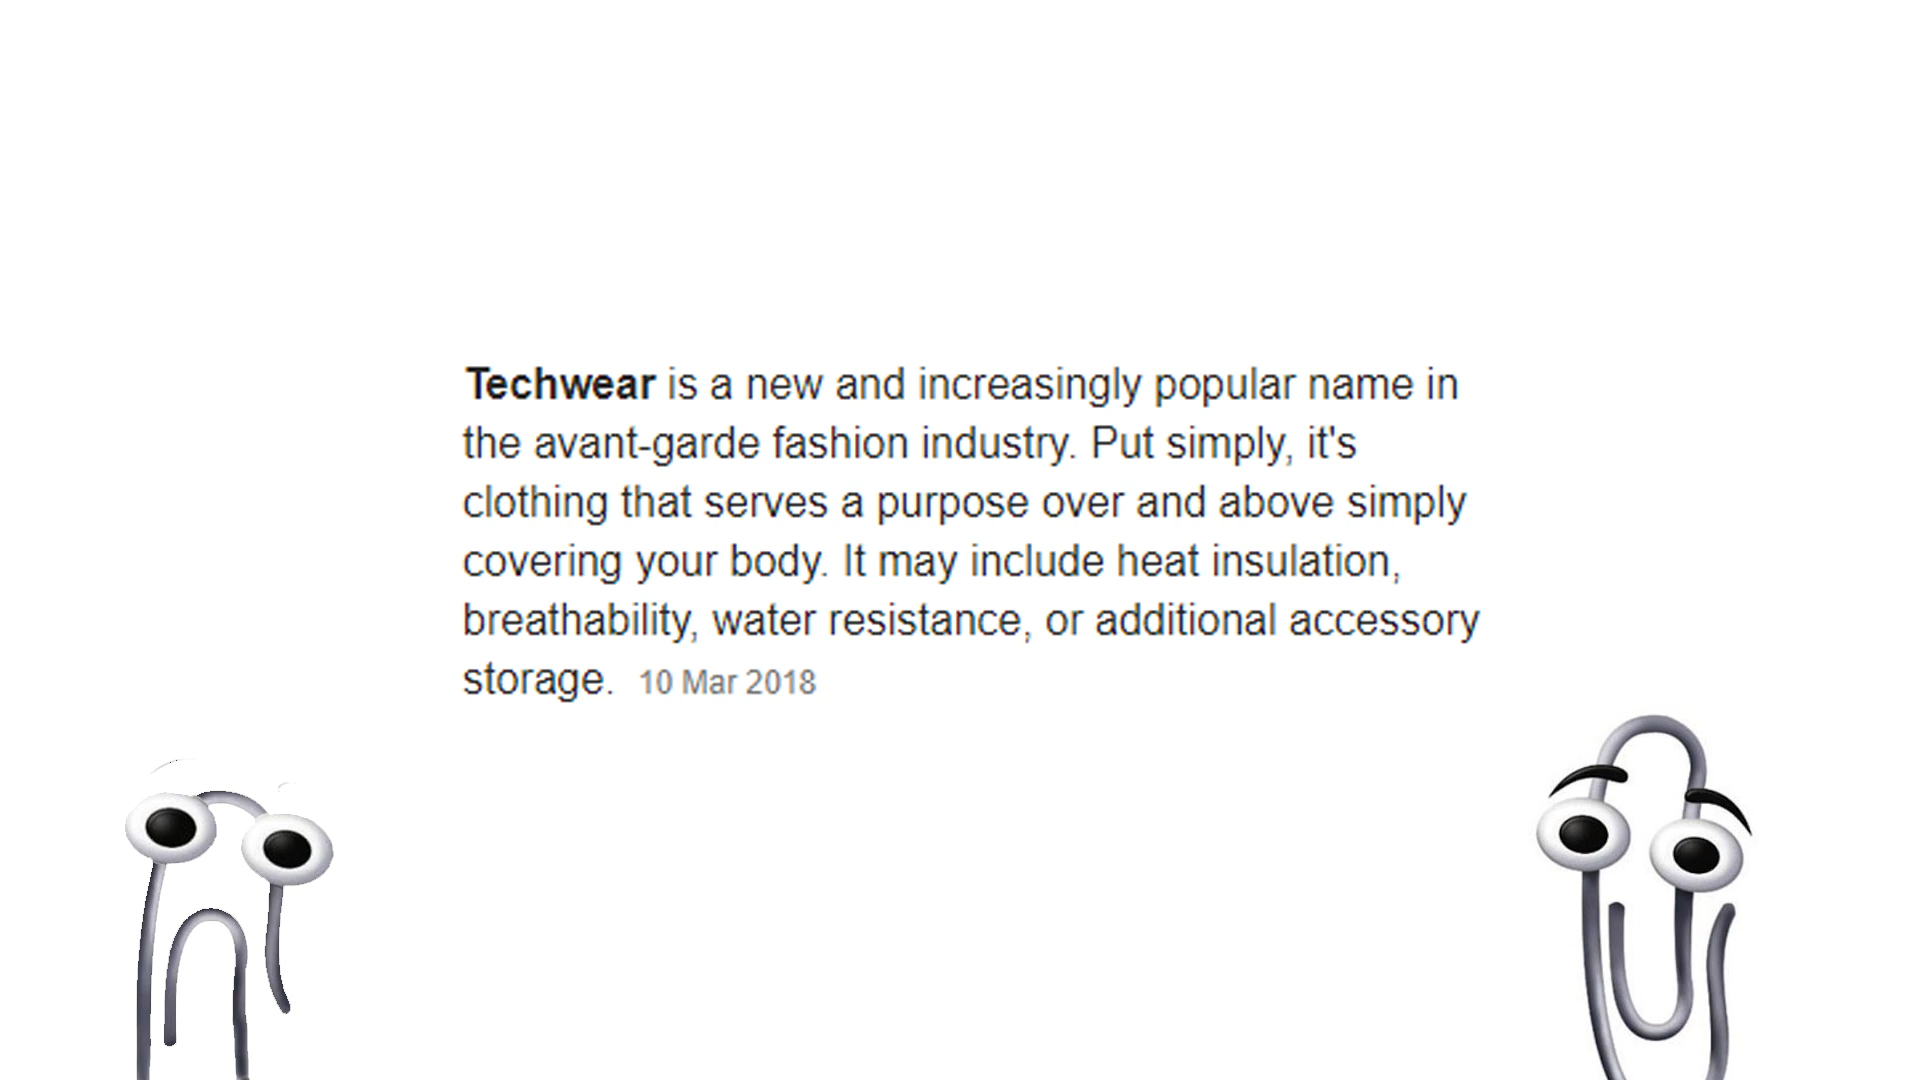 Techwear is a new and increasingly popular name in
the avant-garde fashion industry. Put simply, it's
clothing that serves a purpose over and above simply
covering your body. It may include heat insulation,
breathability, water resistance, or additional accessory
storage. 10 Mar 2018